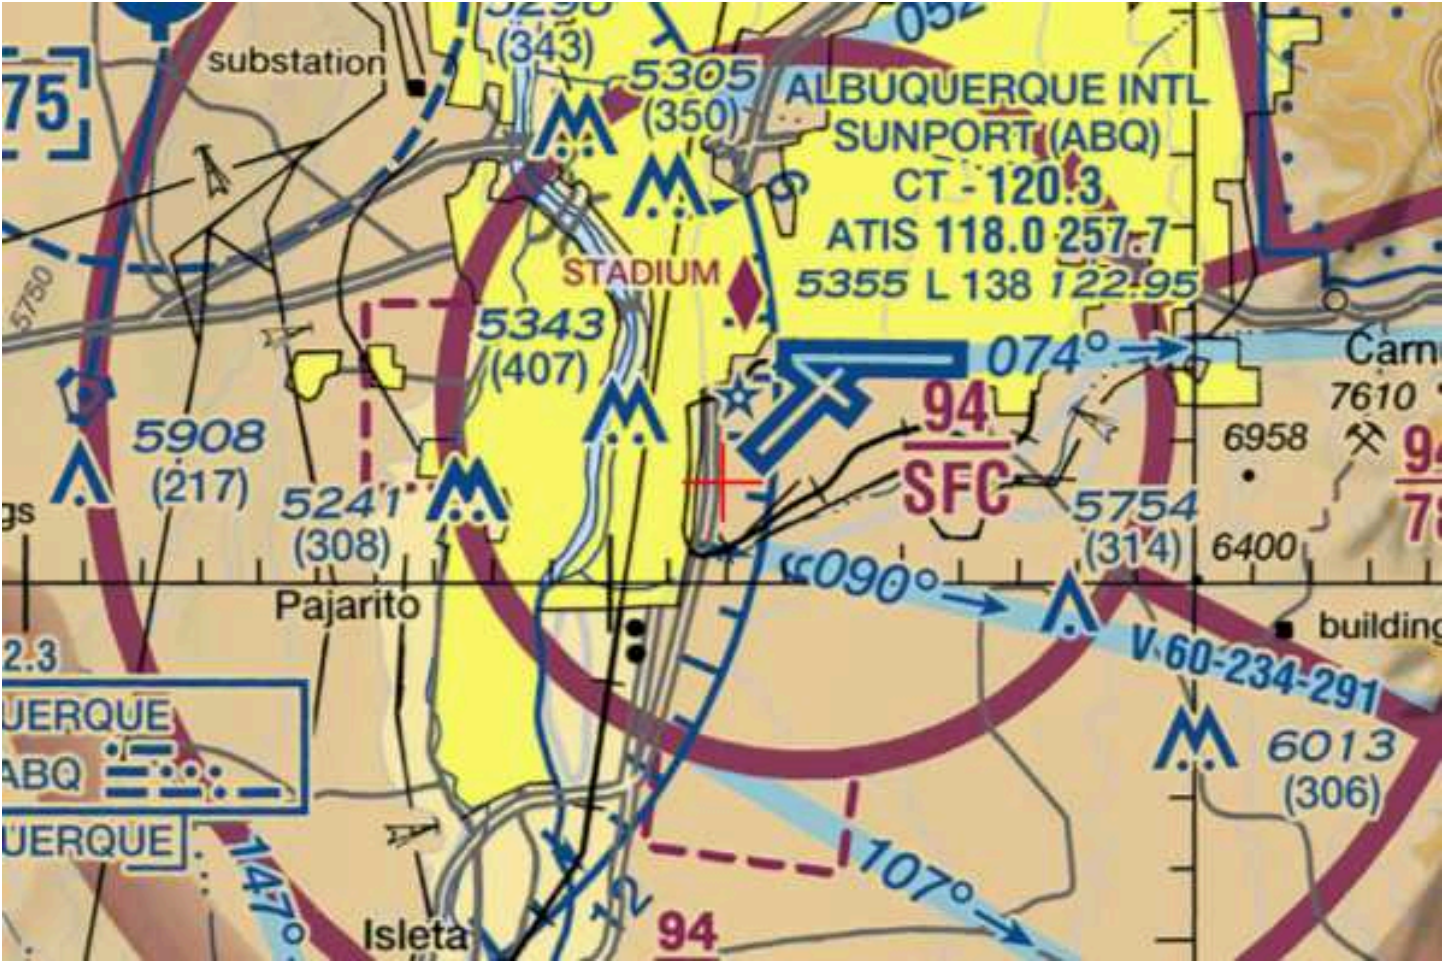 5298
(343)
052
substation
5305
(350)
75
ALBUQUERQUE INTL
SUNPORT (ABQ)
CT - 120.3
ATIS 118.0 257.7
5355 L 138 122.95
STADIUM
5750
5343
(407)
074°
7610
94
SFC
6958
5908
(217)
5241
(308)
5754
(314)
6400
090°
Pajarito
building
V 60-234-291
2.3
UERQUE
ABQ
6013
(306)
UERQUE
147°
107°
12
Isleta
94